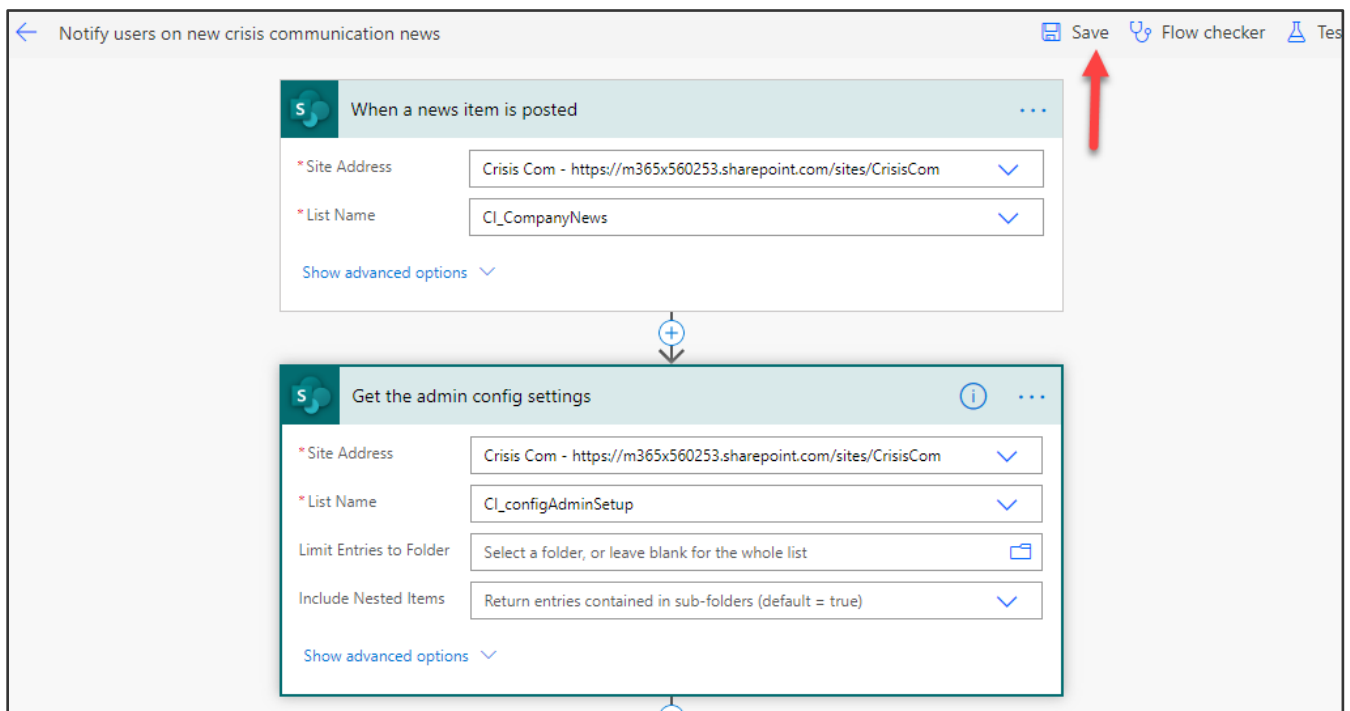 Notify users on new crisis communication news
Save
Flow checker
Tes
S
When a news item is posted
* Site Address
Crisis Com - https://m365x560253.sharepoint.com/sites/CrisisCom
* List Name
CI_CompanyNews
Show advanced options
S
Get the admin config settings
* Site Address
Crisis Com - https://m365x560253.sharepoint.com/sites/CrisisCom
* List Name
CI_configAdminSetup
Limit Entries to Folder
Select a folder, or leave blank for the whole list
Include Nested Items
Return entries contained in sub-folders (default = true)
Show advanced options